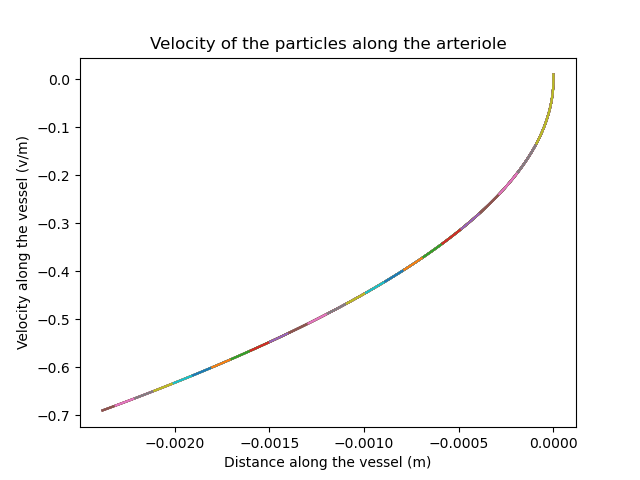 Velocity of the particles along the arteriole
0.0
−0.1
−0.2
−0.3
−0.4
−0.5
−0.6
−0.7
Velocity along the vessel (v/m)
−0.0020 −0.0015 −0.0010 −0.0005 0.0000
Distance along the vessel (m)